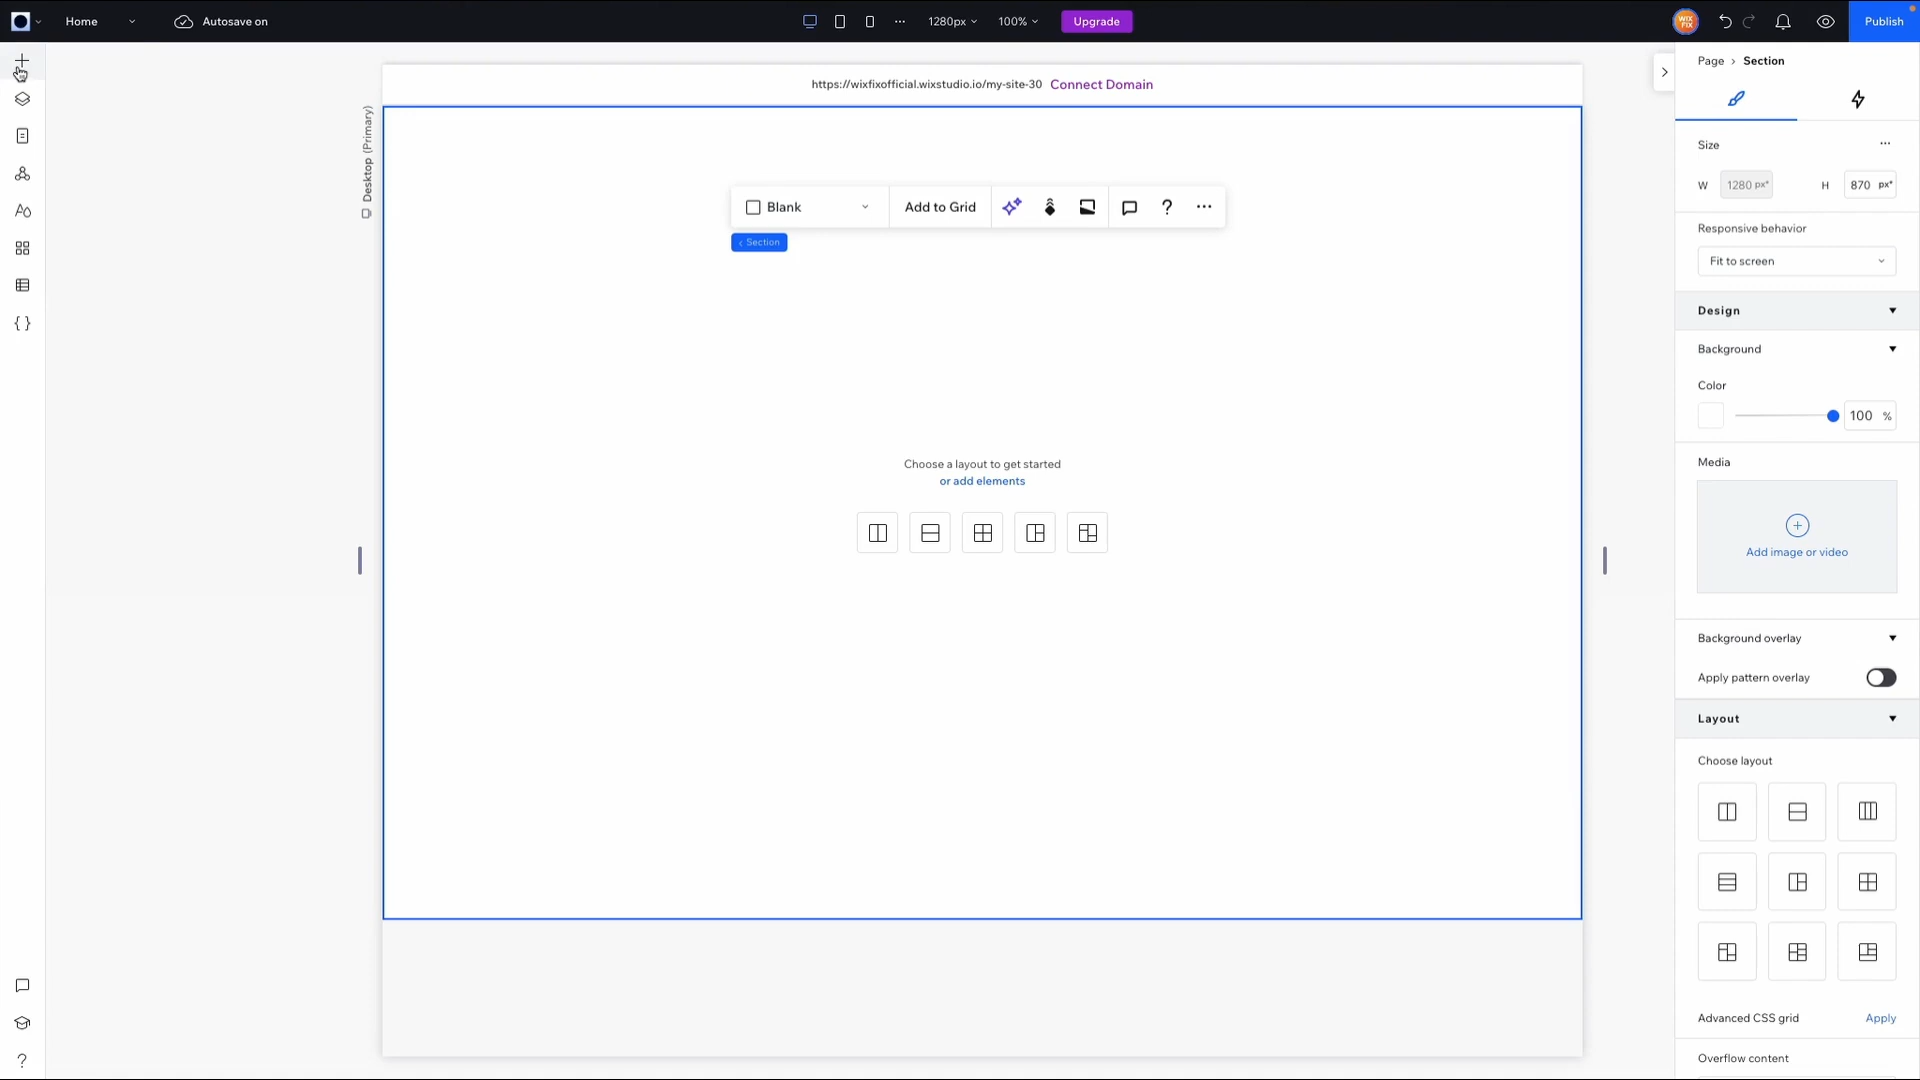 Home
Autosave on
1280px
100%
Upgrade
WIX
FIX
Publish
https://wixfixofficial.wixstudio.io/my-site-30 Connect Domain
Desktop (Primary)
Blank
Add to Grid
?
Section
Choose a layout to get started
or add elements
Page › Section
Size
W 1280 px*
H 870 px*
Responsive behavior
Fit to screen
Design
Background
Color
100 %
Media
Add image or video
Background overlay
Apply pattern overlay
Layout
Choose layout
Advanced CSS grid Apply
Overflow content
?